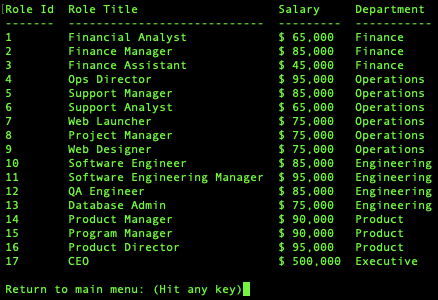 Role Id  Role Title                    Salary     Department
-------  ----------------------------  ---------  -----------
1        Financial Analyst             $ 65,000   Finance
2        Finance Manager               $ 85,000   Finance
3        Finance Assistant             $ 45,000   Finance
4        Ops Director                  $ 95,000   Operations
5        Support Manager               $ 85,000   Operations
6        Support Analyst               $ 65,000   Operations
7        Web Launcher                  $ 75,000   Operations
8        Project Manager               $ 75,000   Operations
9        Web Designer                  $ 75,000   Operations
10       Software Engineer             $ 85,000   Engineering
11       Software Engineering Manager  $ 95,000   Engineering
12       QA Engineer                   $ 85,000   Engineering
13       Database Admin                $ 75,000   Engineering
14       Product Manager               $ 90,000   Product
15       Program Manager               $ 90,000   Product
16       Product Director              $ 95,000   Product
17       CEO                           $ 500,000  Executive
Return to main menu: (Hit any key)